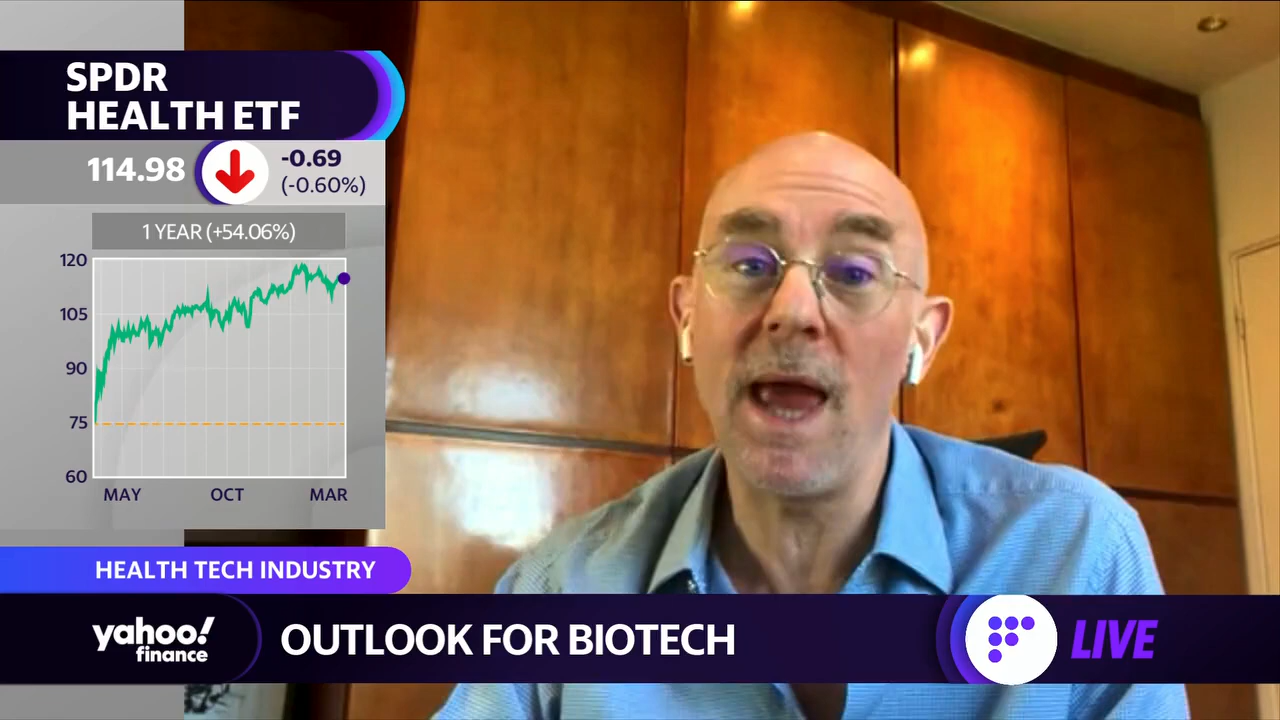 SPDR
HEALTH ETF
114.98
-0.69
(-0.60%)
1 YEAR (+54.06%)
120
105
90
75
60
MAY OCT MAR
HEALTH TECH INDUSTRY
yahoo!
finance
OUTLOOK FOR BIOTECH
LIVE